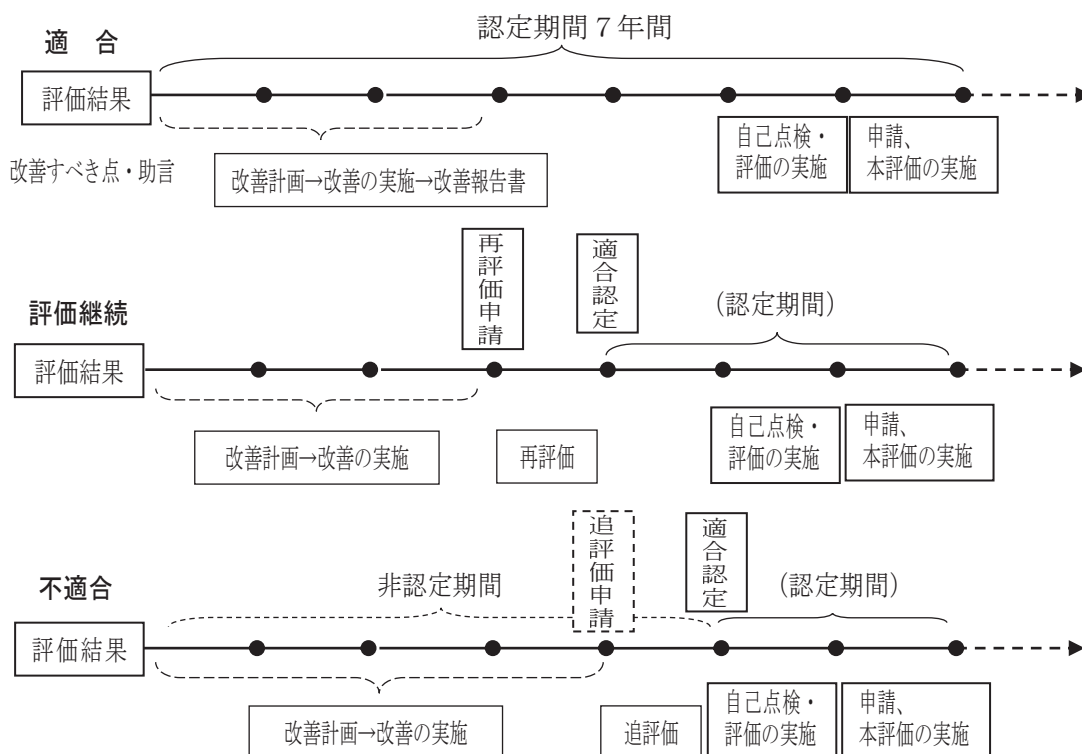 適　合
認定期間７年間
評価結果
改善すべき点・助言
改善計画→改善の実施→改善報告書
自己点検・
評価の実施
申請、
本評価の実施
評価継続
再評価申請
適合認定
(認定期間)
評価結果
改善計画→改善の実施
再評価
自己点検・
評価の実施
申請、
本評価の実施
不適合
非認定期間
追評価申請
適合認定
(認定期間)
評価結果
改善計画→改善の実施
追評価
自己点検・
評価の実施
申請、
本評価の実施